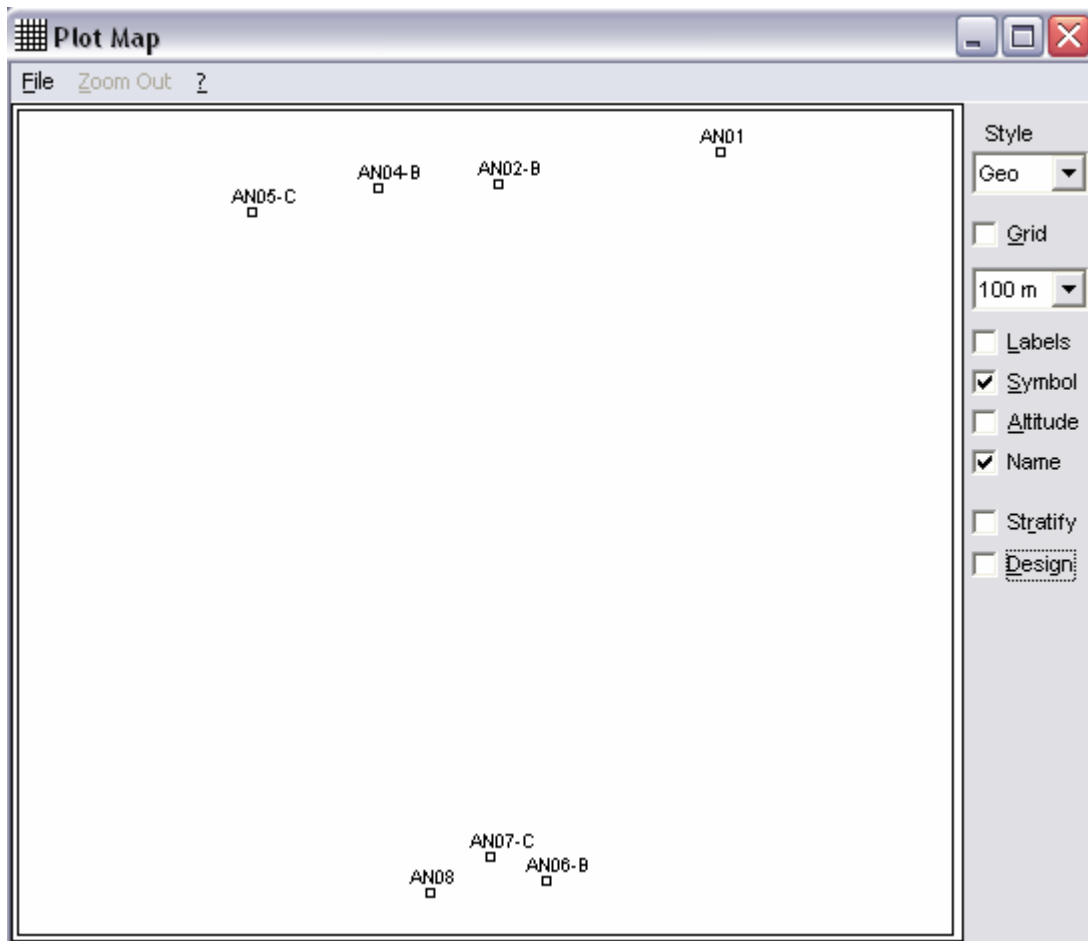 Plot Map
File Zoom Out ?
AN01
AN04-B
AN02-B
AN05-C
AN07-C
AN06-B
AN08
Style
Geo
Grid
100 m
Labels
Symbol
Altitude
Name
Stratify
Design